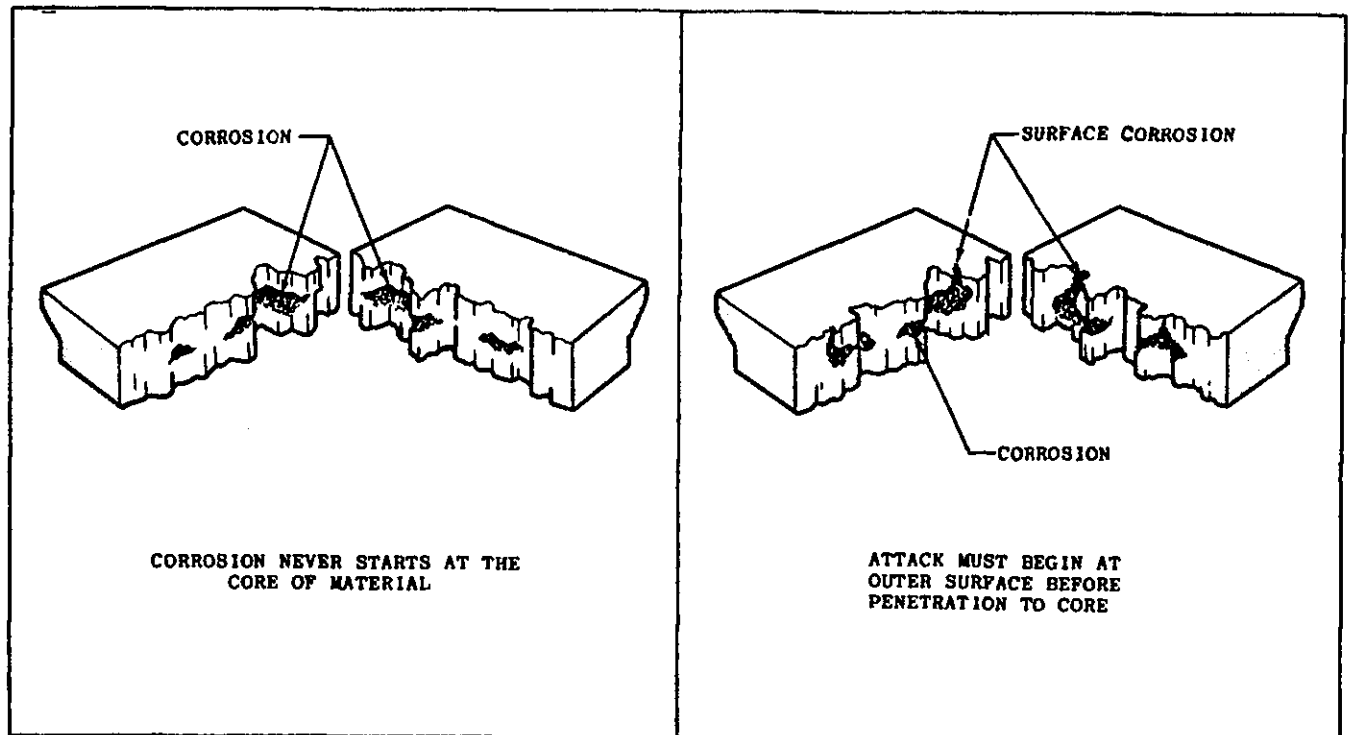 CORROSION
CORROSION NEVER STARTS AT THE
CORE OF MATERIAL
SURFACE CORROSION
CORROSION
ATTACK MUST BEGIN AT
OUTER SURFACE BEFORE
PENETRATION TO CORE